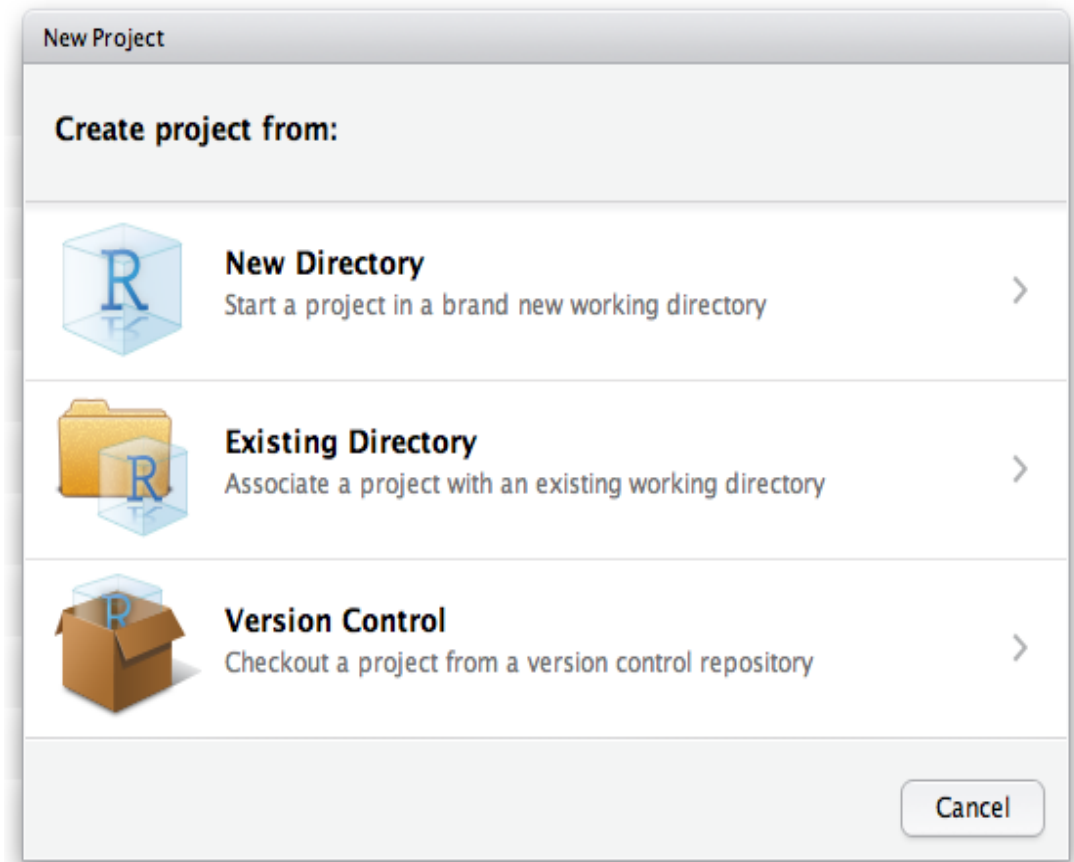 New Project
Create project from:
R
New Directory
Start a project in a brand new working directory
R
Existing Directory
Associate a project with an existing working directory
R
Version Control
Checkout a project from a version control repository
Cancel